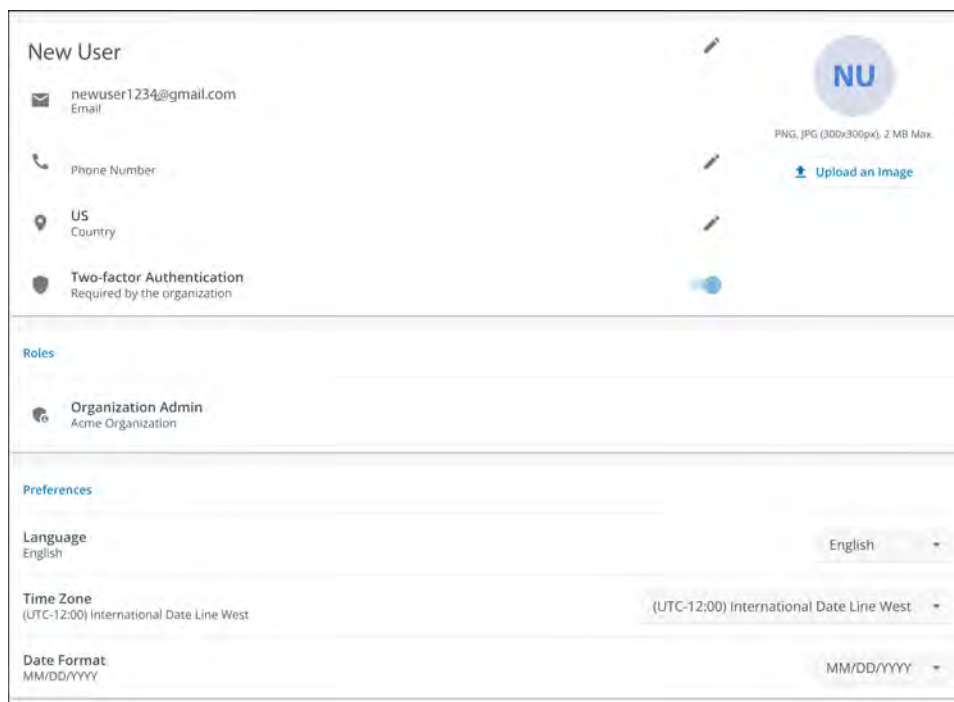 New User
newuser1234@gmail.com
Email
Phone Number
US
Country
Two-factor Authentication
Required by the organization
NU
PNG, JPG (300x300px), 2 MB Max.
Upload an Image
Roles
Organization Admin
Acme Organization
Preferences
Language
English
English
Time Zone
(UTC-12:00) International Date Line West
(UTC-12:00) International Date Line West
Date Format
MM/DD/YYYY
MM/DD/YYYY